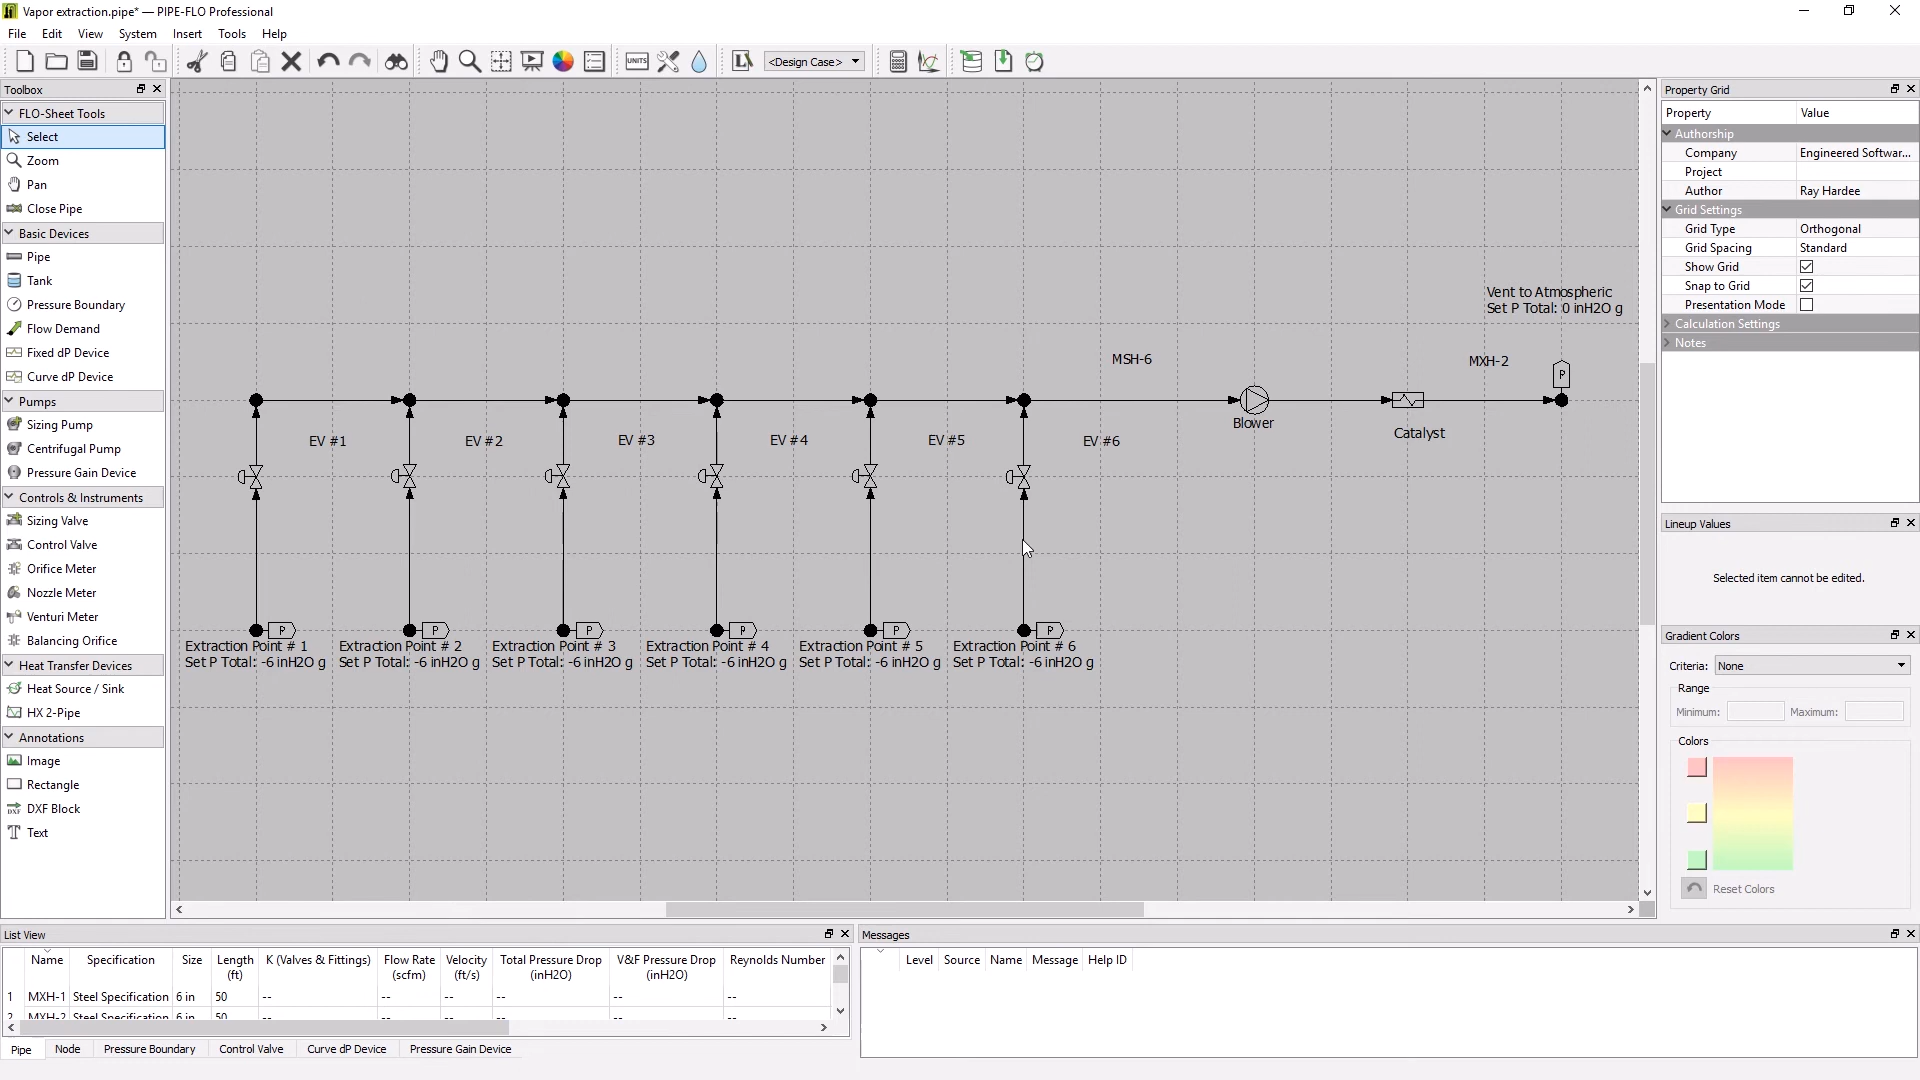 Vapor extraction.pipe* — PIPE-FLO Professional
File Edit View System Insert Tools Help
UNITS <Design Case>
Toolbox
FLO-Sheet Tools
Select
Zoom
Pan
Close Pipe
Basic Devices
Pipe
Tank
Pressure Boundary
Flow Demand
Fixed dP Device
Curve dP Device
Pumps
Sizing Pump
Centrifugal Pump
Pressure Gain Device
Controls & Instruments
Sizing Valve
Control Valve
Orifice Meter
Nozzle Meter
Venturi Meter
Balancing Orifice
Heat Transfer Devices
Heat Source / Sink
HX 2-Pipe
Annotations
Image
Rectangle
DXF Block
Text
Vent to Atmospheric
Set P Total: 0 inH2O g
MSH-6 MXH-2
P
Blower
Catalyst
EV #1 EV #2 EV #3 EV #4 EV #5 EV #6
P P P P P P
Extraction Point # 1 Extraction Point # 2 Extraction Point # 3 Extraction Point # 4 Extraction Point # 5 Extraction Point # 6
Set P Total: -6 inH2O g Set P Total: -6 inH2O g Set P Total: -6 inH2O g Set P Total: -6 inH2O g Set P Total: -6 inH2O g Set P Total: -6 inH2O g
Property Grid
Property Value
Authorship
Company Engineered Softwar...
Project
Author Ray Hardee
Grid Settings
Grid Type Orthogonal
Grid Spacing Standard
Show Grid
Snap to Grid
Presentation Mode
Calculation Settings
Notes
Lineup Values
Selected item cannot be edited.
Gradient Colors
Criteria: None
Range
Minimum: Maximum:
Colors
Reset Colors
List View
Name Specification Size Length (ft) K (Valves & Fittings) Flow Rate (scfm) Velocity (ft/s) Total Pressure Drop (inH2O) V&F Pressure Drop (inH2O) Reynolds Number
1 MXH-1 Steel Specification 6 in 50 -- -- -- -- -- --
2 MXH-2 Steel Specification 6 in 50
Pipe Node Pressure Boundary Control Valve Curve dP Device Pressure Gain Device
Messages
Level Source Name Message Help ID